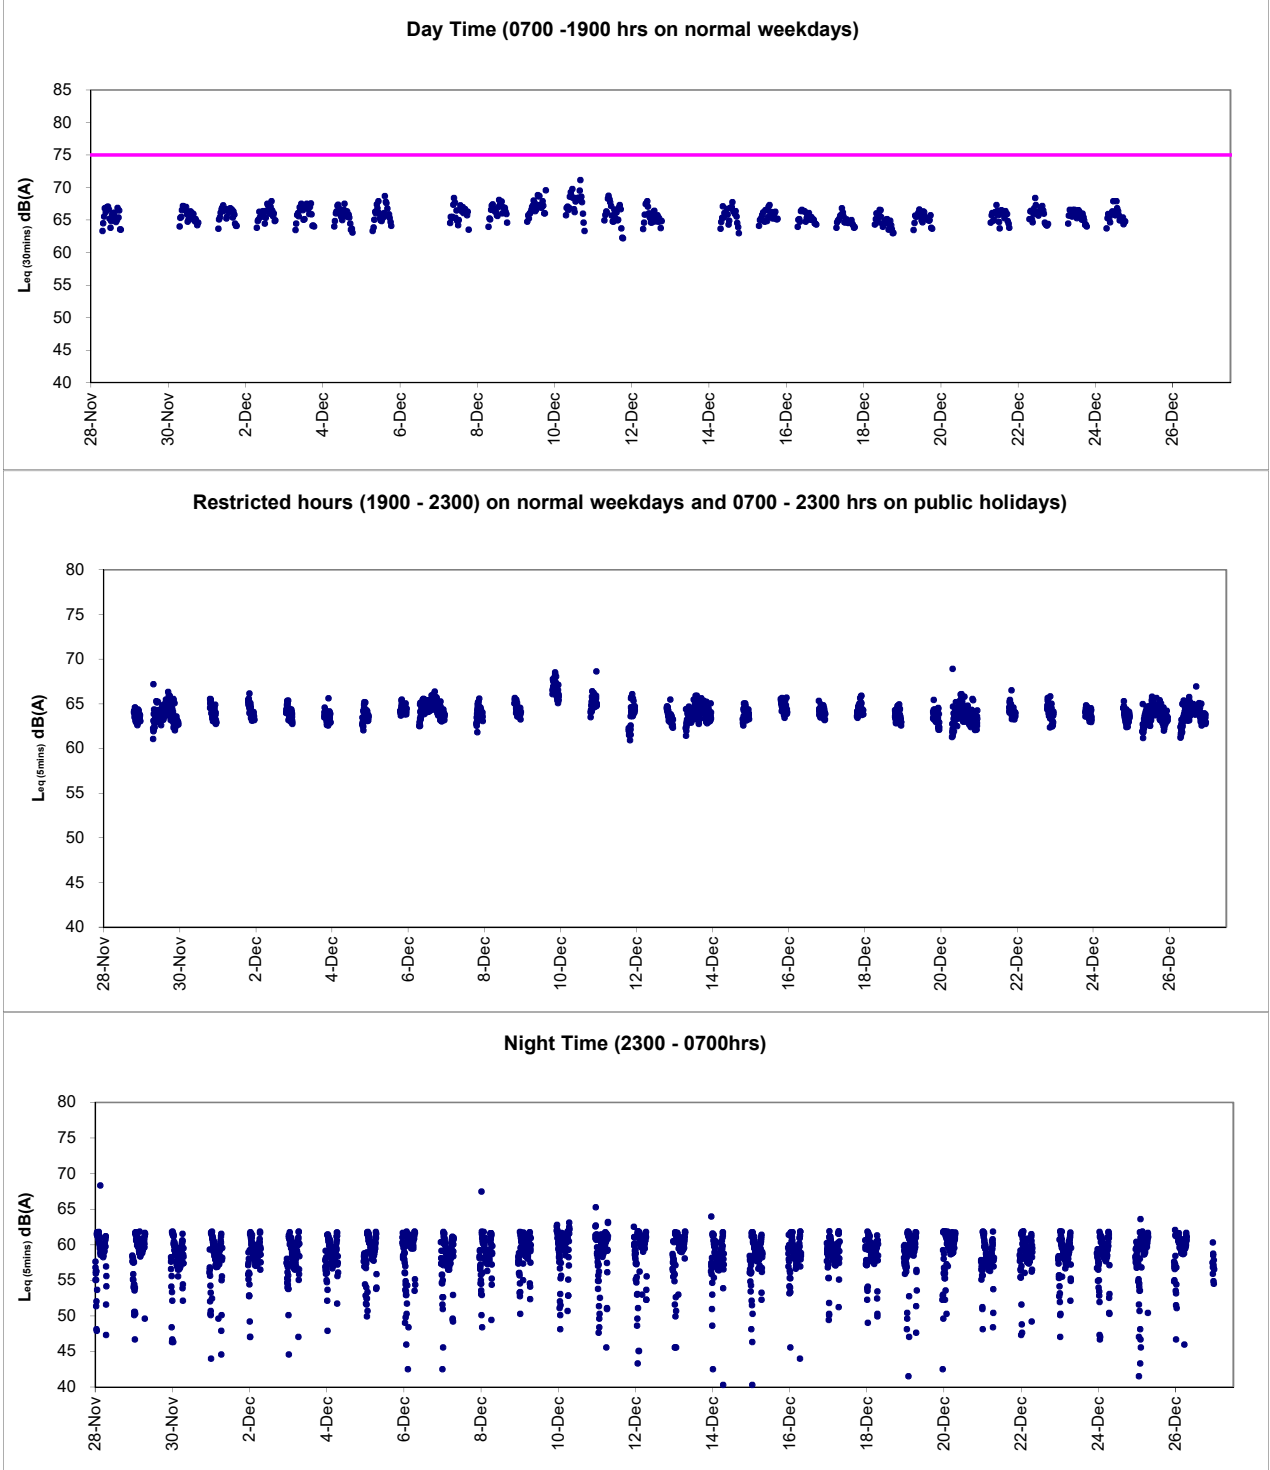 Day Time (0700 -1900 hrs on normal weekdays)
85
80
75
70
65
60
55
50
45
40
Leq (30mins) dB(A)
28-Nov
30-Nov
2-Dec
4-Dec
6-Dec
8-Dec
10-Dec
12-Dec
14-Dec
16-Dec
18-Dec
20-Dec
22-Dec
24-Dec
26-Dec
Restricted hours (1900 - 2300) on normal weekdays and 0700 - 2300 hrs on public holidays)
80
75
70
65
60
55
50
45
40
Leq (5mins) dB(A)
28-Nov
30-Nov
2-Dec
4-Dec
6-Dec
8-Dec
10-Dec
12-Dec
14-Dec
16-Dec
18-Dec
20-Dec
22-Dec
24-Dec
26-Dec
Night Time (2300 - 0700hrs)
80
75
70
65
60
55
50
45
40
Leq (5mins) dB(A)
28-Nov
30-Nov
2-Dec
4-Dec
6-Dec
8-Dec
10-Dec
12-Dec
14-Dec
16-Dec
18-Dec
20-Dec
22-Dec
24-Dec
26-Dec